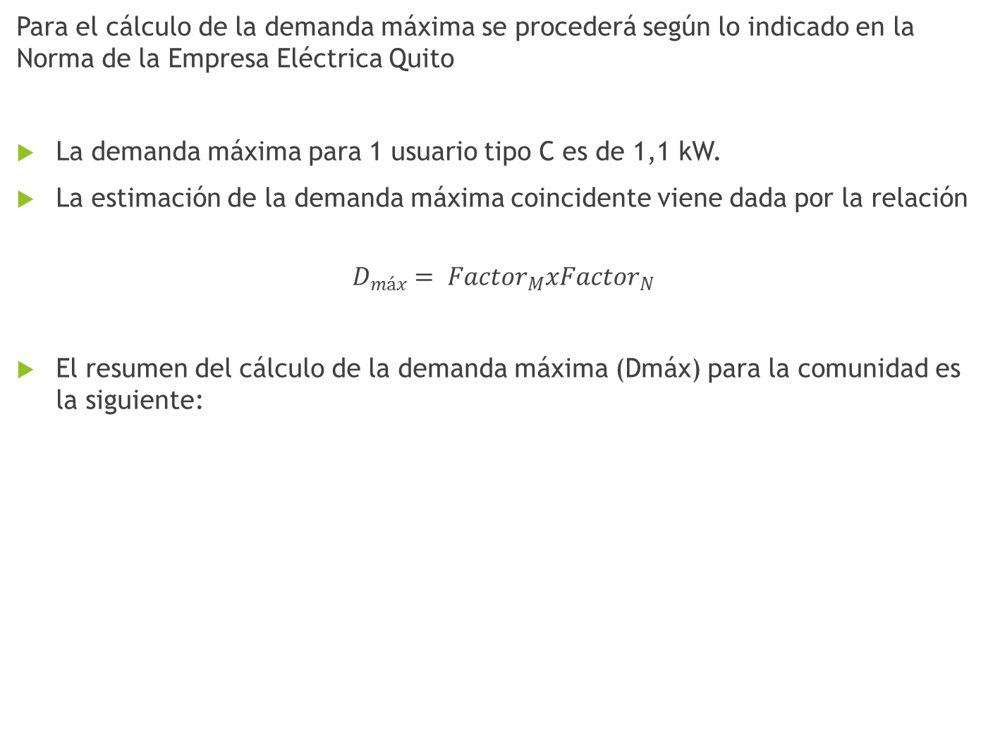 Para el cálculo de la demanda máxima se procederá según lo indicado en la
Norma de la Empresa Eléctrica Quito
La demanda máxima para 1 usuario tipo C es de 1,1 kW.
La estimación de la demanda máxima coincidente viene dada por la relación
D_máx = Factor_M x Factor_N
El resumen del cálculo de la demanda máxima (Dmáx) para la comunidad es
la siguiente: